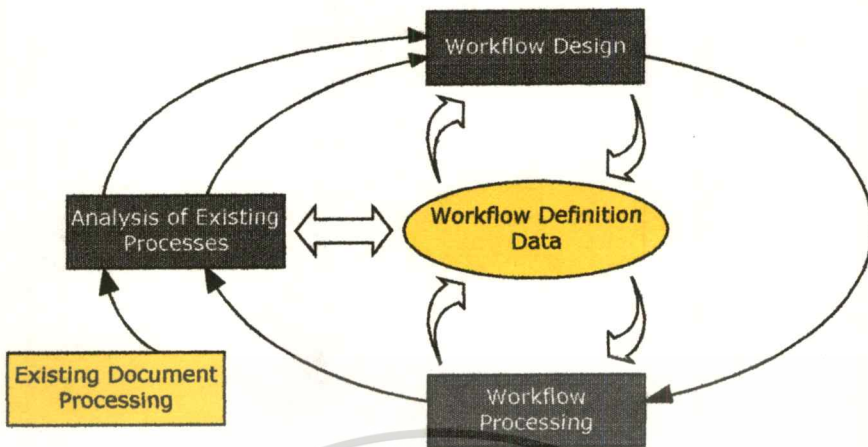 Workflow Design
Analysis of Existing
Processes
Workflow Definition
Data
Existing Document
Processing
Workflow
Processing